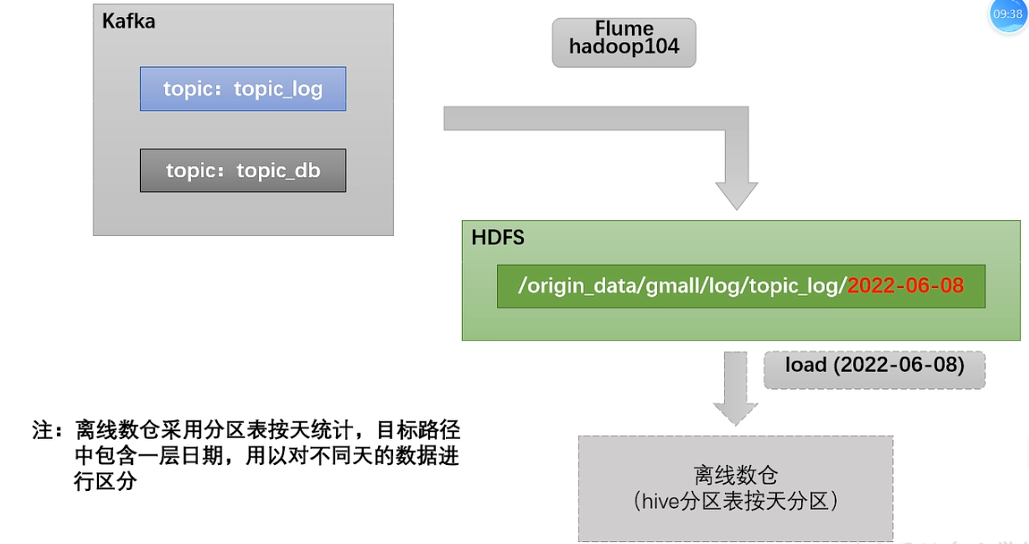 Kafka
topic：topic_log
topic：topic_db
Flume
hadoop104
09:38
HDFS
/origin_data/gmall/log/topic_log/2022-06-08
load (2022-06-08)
注：离线数仓采用分区表按天统计，目标路径
中包含一层日期，用以对不同天的数据进
行区分
离线数仓
（hive分区表按天分区）